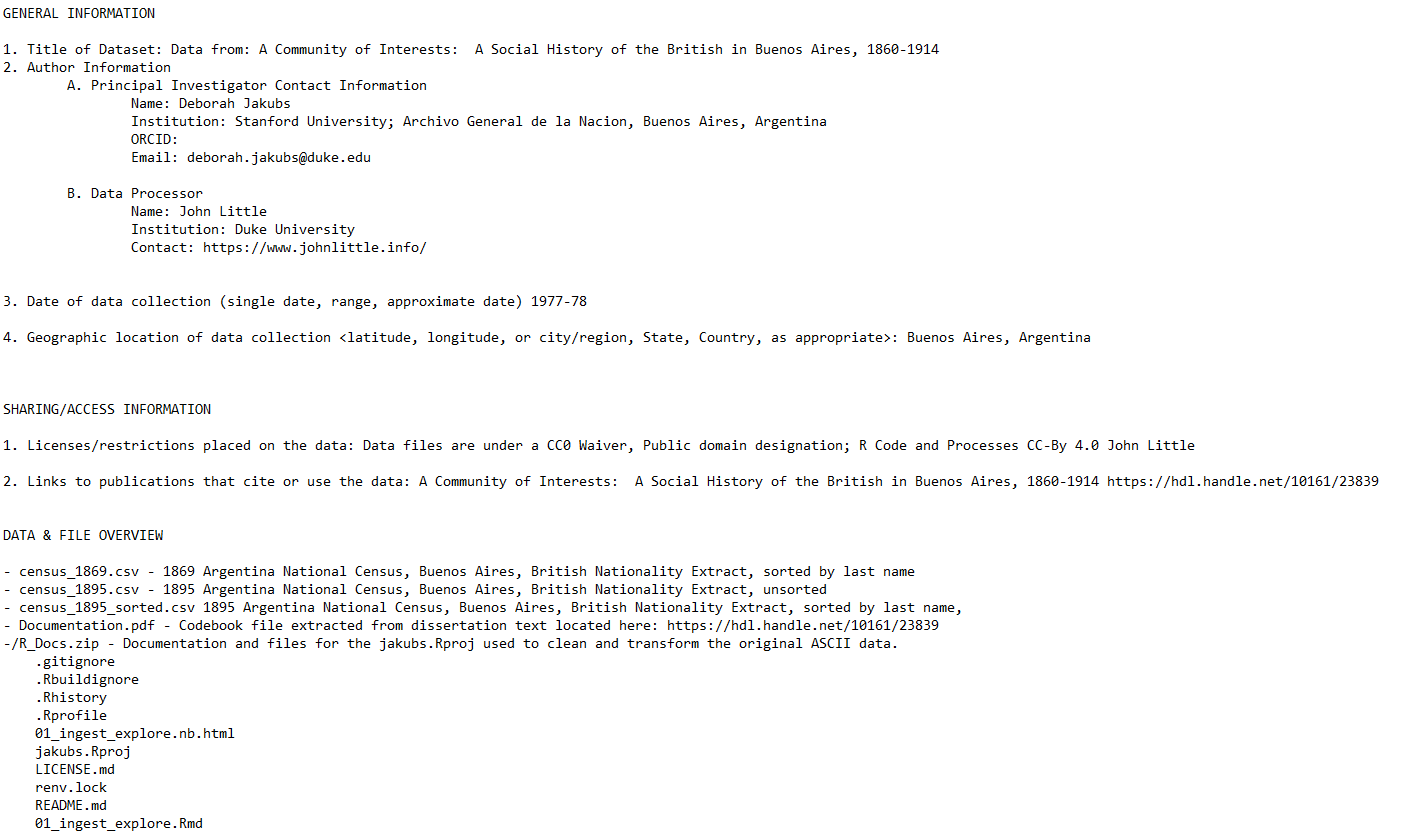 GENERAL INFORMATION
1. Title of Dataset: Data from: A Community of Interests:  A Social History of the British in Buenos Aires, 1860-1914
2. Author Information
A. Principal Investigator Contact Information
Name: Deborah Jakubs
Institution: Stanford University; Archivo General de la Nacion, Buenos Aires, Argentina
ORCID:
Email: deborah.jakubs@duke.edu
B. Data Processor
Name: John Little
Institution: Duke University
Contact: https://www.johnlittle.info/
3. Date of data collection (single date, range, approximate date) 1977-78
4. Geographic location of data collection <latitude, longitude, or city/region, State, Country, as appropriate>: Buenos Aires, Argentina
SHARING/ACCESS INFORMATION
1. Licenses/restrictions placed on the data: Data files are under a CC0 Waiver, Public domain designation; R Code and Processes CC-By 4.0 John Little
2. Links to publications that cite or use the data: A Community of Interests:  A Social History of the British in Buenos Aires, 1860-1914 https://hdl.handle.net/10161/23839
DATA & FILE OVERVIEW
- census_1869.csv - 1869 Argentina National Census, Buenos Aires, British Nationality Extract, sorted by last name
- census_1895.csv - 1895 Argentina National Census, Buenos Aires, British Nationality Extract, unsorted
- census_1895_sorted.csv 1895 Argentina National Census, Buenos Aires, British Nationality Extract, sorted by last name,
- Documentation.pdf - Codebook file extracted from dissertation text located here: https://hdl.handle.net/10161/23839
-/R_Docs.zip - Documentation and files for the jakubs.Rproj used to clean and transform the original ASCII data.
.gitignore
.Rbuildignore
.Rhistory
.Rprofile
01_ingest_explore.nb.html
jakubs.Rproj
LICENSE.md
renv.lock
README.md
01_ingest_explore.Rmd